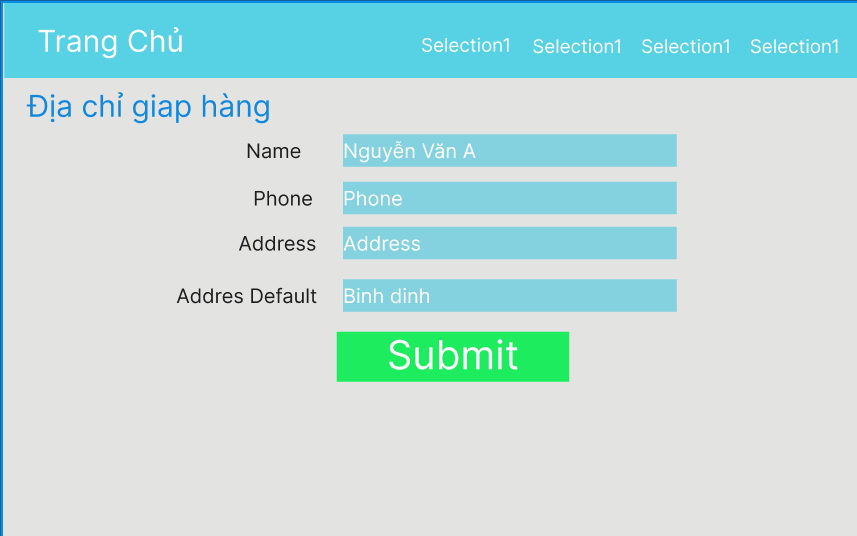 Trang Chủ Selection1 Selection1 Selection1 Selection1
Địa chỉ giap hàng
Name Nguyễn Văn A
Phone Phone
Address Address
Addres Default Binh dinh
Submit